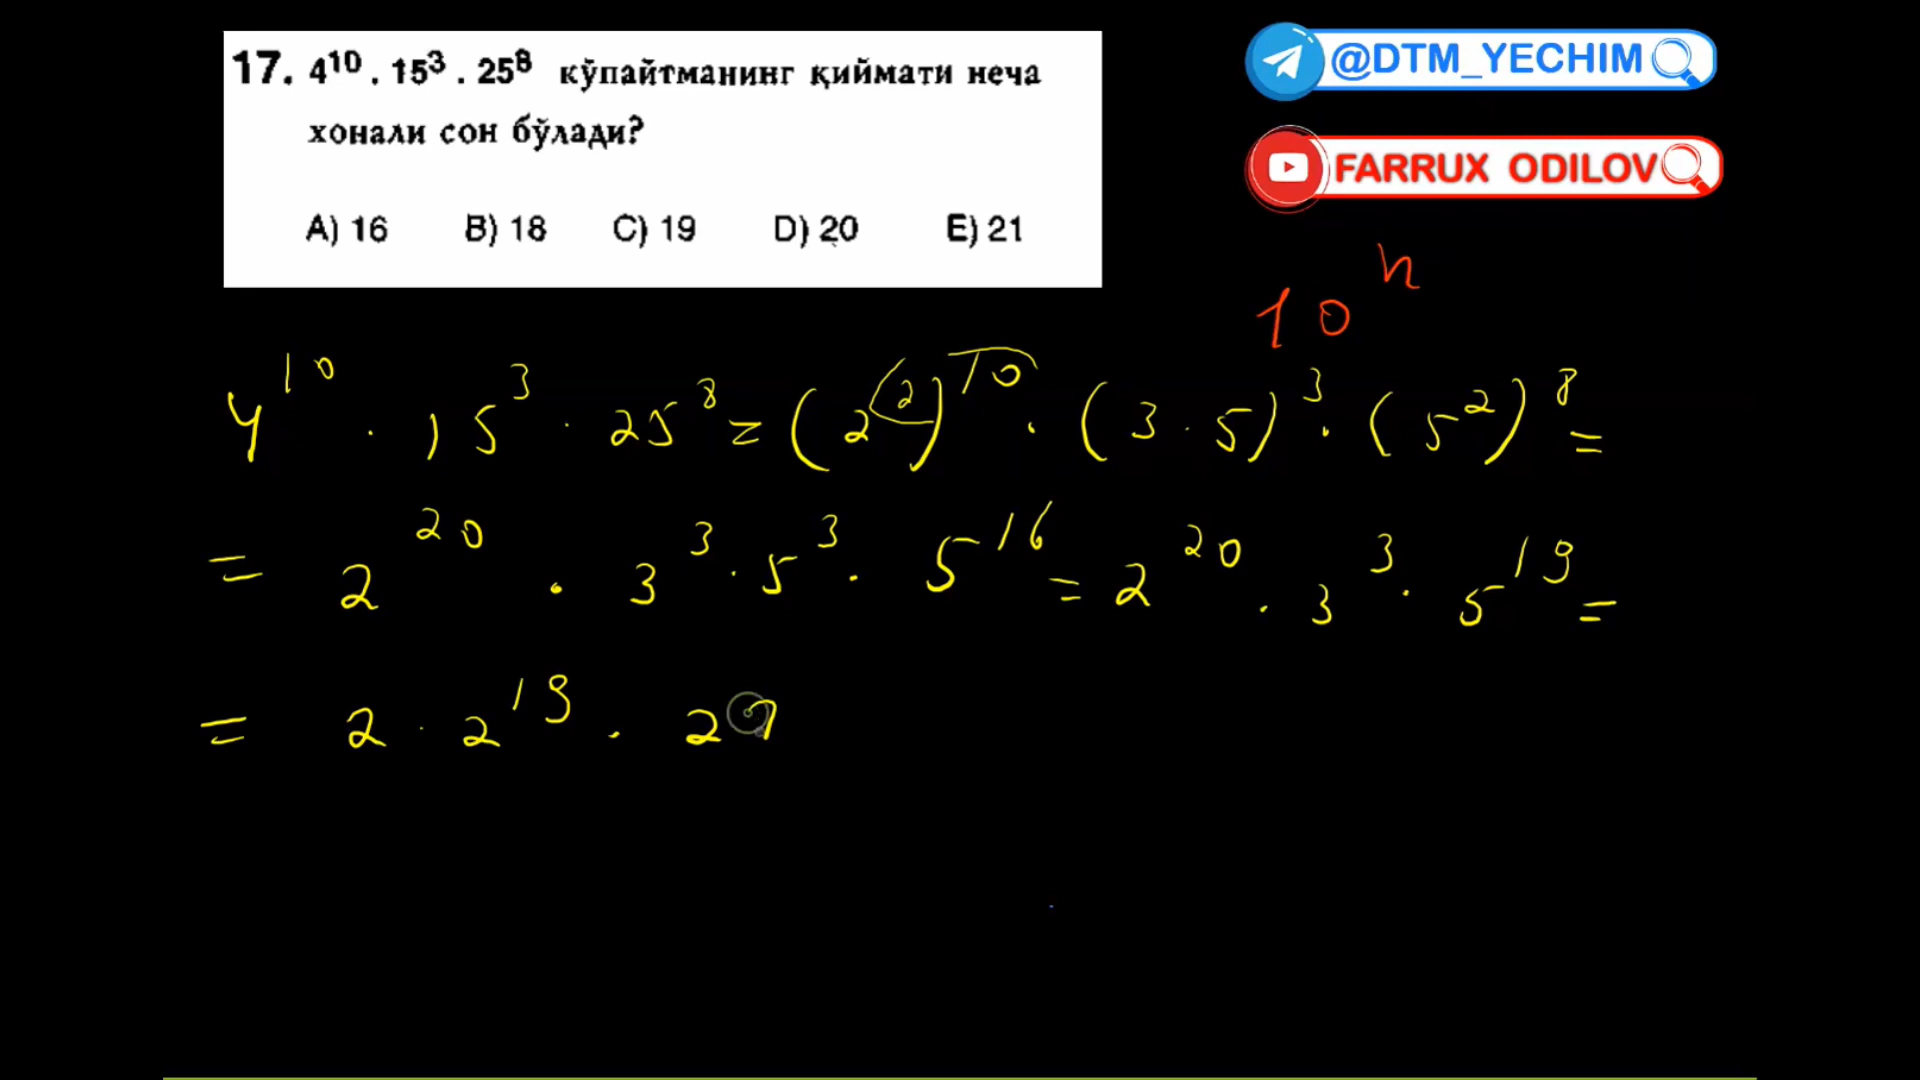 17. 4¹⁰ · 15³ · 25⁸ кўпайтманинг қиймати неча
хонали сон бўлади?
A) 16 B) 18 C) 19 D) 20 E) 21
@DTM_YECHIM
FARRUX ODILOV
10ⁿ
4¹⁰ · 15³ · 25⁸ = (2²)¹⁰ · (3 · 5)³ · (5²)⁸ =
= 2²⁰ · 3³ · 5³ · 5¹⁶ = 2²⁰ · 3³ · 5¹⁹ =
= 2 · 2¹⁹ · 27